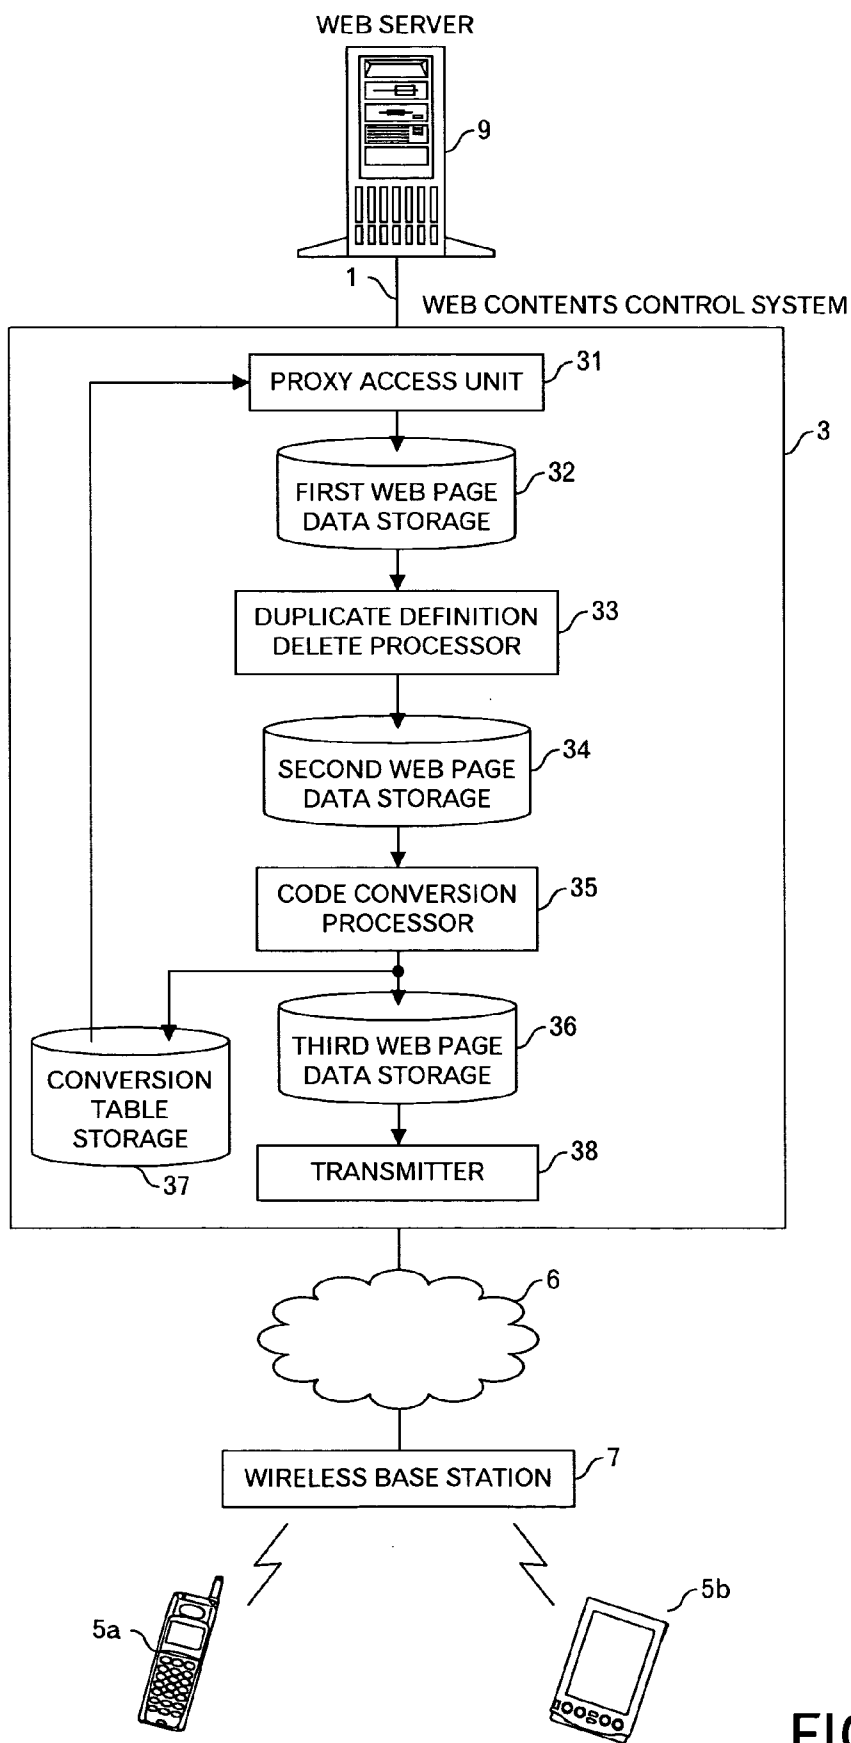 WEB SERVER
9
1
WEB CONTENTS CONTROL SYSTEM
PROXY ACCESS UNIT
31
3
FIRST WEB PAGE
DATA STORAGE
32
DUPLICATE DEFINITION
DELETE PROCESSOR
33
SECOND WEB PAGE
DATA STORAGE
34
CODE CONVERSION
PROCESSOR
35
THIRD WEB PAGE
DATA STORAGE
36
CONVERSION
TABLE
STORAGE
37
TRANSMITTER
38
6
WIRELESS BASE STATION
7
5a
5b
FIG